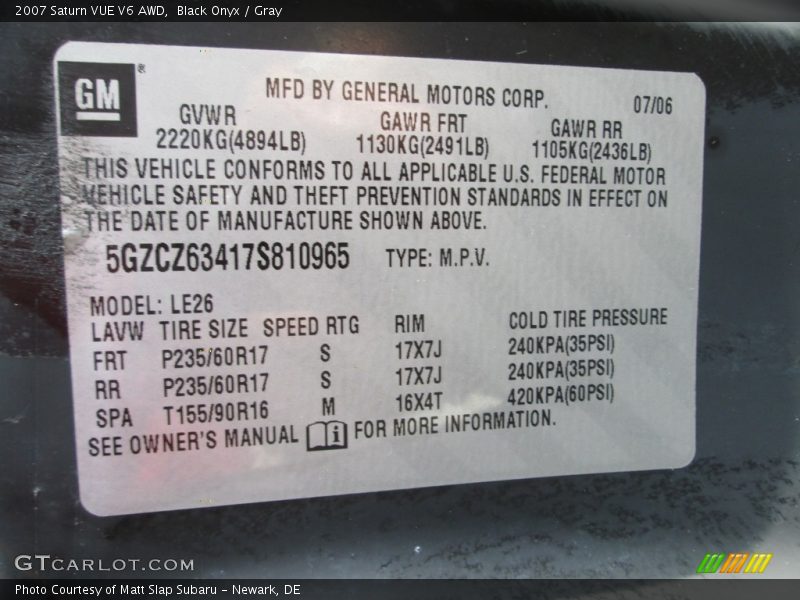 2007 Saturn VUE V6 AWD, Black Onyx / Gray
GM®
MFD BY GENERAL MOTORS CORP.
07/06
GVWR GAWR FRT GAWR RR
2220KG(4894LB) 1130KG(2491LB) 1105KG(2436LB)
THIS VEHICLE CONFORMS TO ALL APPLICABLE U.S. FEDERAL MOTOR
VEHICLE SAFETY AND THEFT PREVENTION STANDARDS IN EFFECT ON
THE DATE OF MANUFACTURE SHOWN ABOVE.
5GZCZ63417S810965 TYPE: M.P.V.
MODEL: LE26
LAVW TIRE SIZE SPEED RTG RIM COLD TIRE PRESSURE
FRT P235/60R17 S 17X7J 240KPA(35PSI)
RR P235/60R17 S 17X7J 240KPA(35PSI)
SPA T155/90R16 M 16X4T 420KPA(60PSI)
SEE OWNER'S MANUAL i FOR MORE INFORMATION.
GTCARLOT.COM
Photo Courtesy of Matt Slap Subaru - Newark, DE